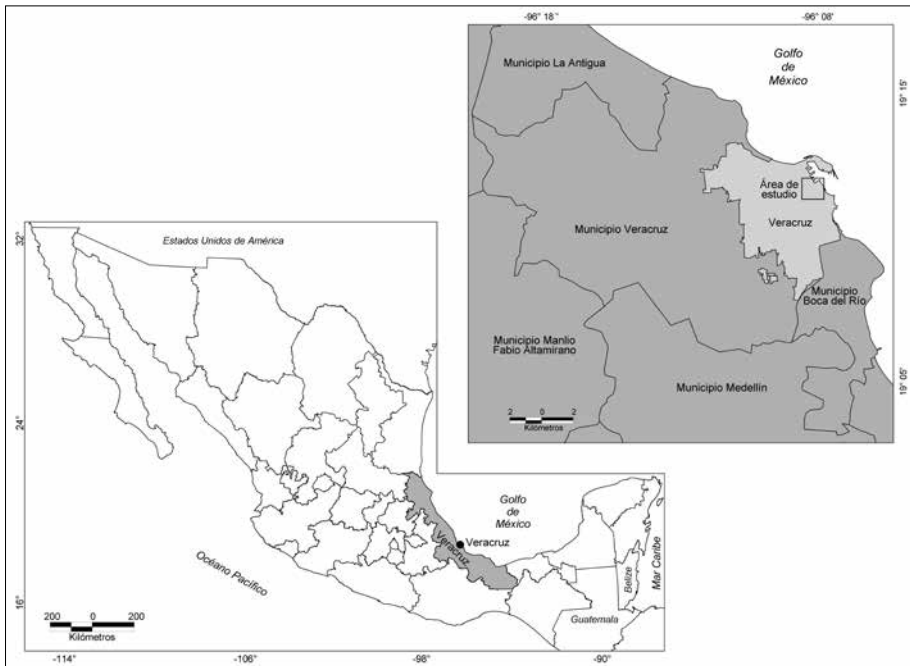 -96° 18'
-96° 08'
Golfo
de
México
19° 15'
Municipio La Antigua
Área de
estudio
Veracruz
Municipio Veracruz
Municipio
Boca del Río
Municipio Manlio
Fabio Altamirano
Municipio Medellín
19° 05'
2 0 2
Kilómetros
32°
Estados Unidos de América
24°
Golfo
de
México
Veracruz
Veracruz
Océano Pacífico
Mar Caribe
Belize
Guatemala
16°
200 0 200
Kilómetros
-114°
-106°
-98°
-90°